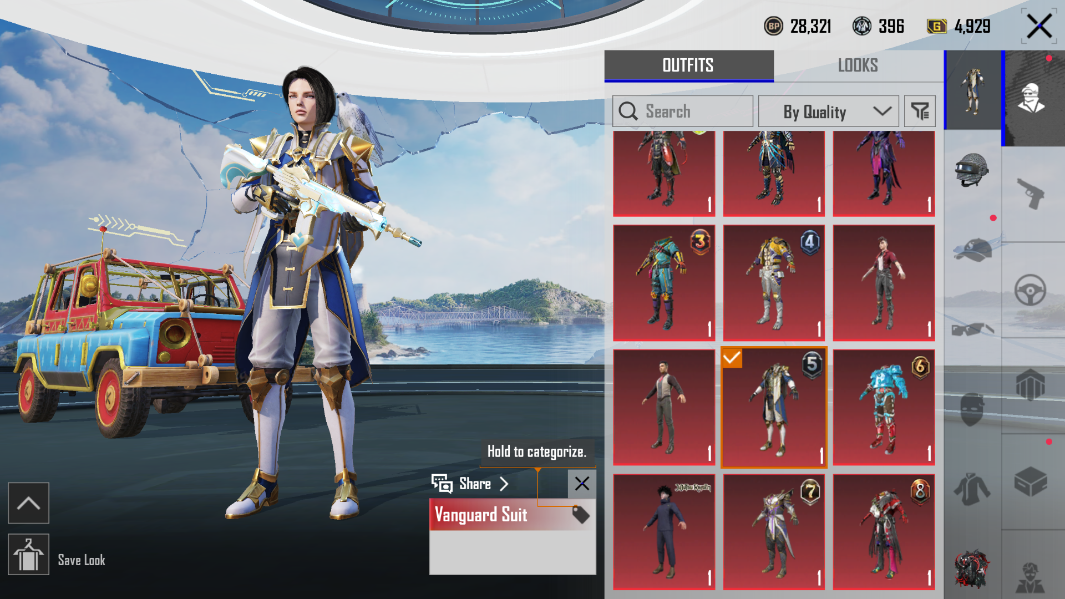 28,321
396
4,929
OUTFITS
LOOKS
Search
By Quality
1
1
1
3
4
1
1
1
5
6
1
1
1
7
8
1
1
1
Hold to categorize.
Share
Vanguard Suit
Save Look